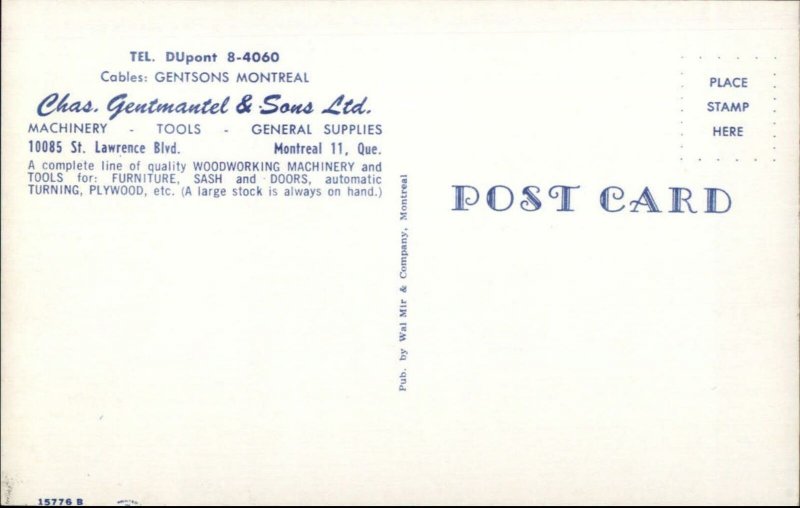 TEL. DUpont 8-4060
Cables: GENTSONS MONTREAL
Chas. Gentmantel & Sons Ltd.
MACHINERY - TOOLS - GENERAL SUPPLIES
10085 St. Lawrence Blvd. Montreal 11, Que.
A complete line of quality WOODWORKING MACHINERY and
TOOLS for: FURNITURE, SASH and DOORS, automatic
TURNING, PLYWOOD, etc. (A large stock is always on hand.)
15776 B
Pub. by Wal Mir & Company, Montreal
PLACE
STAMP
HERE
POST CARD